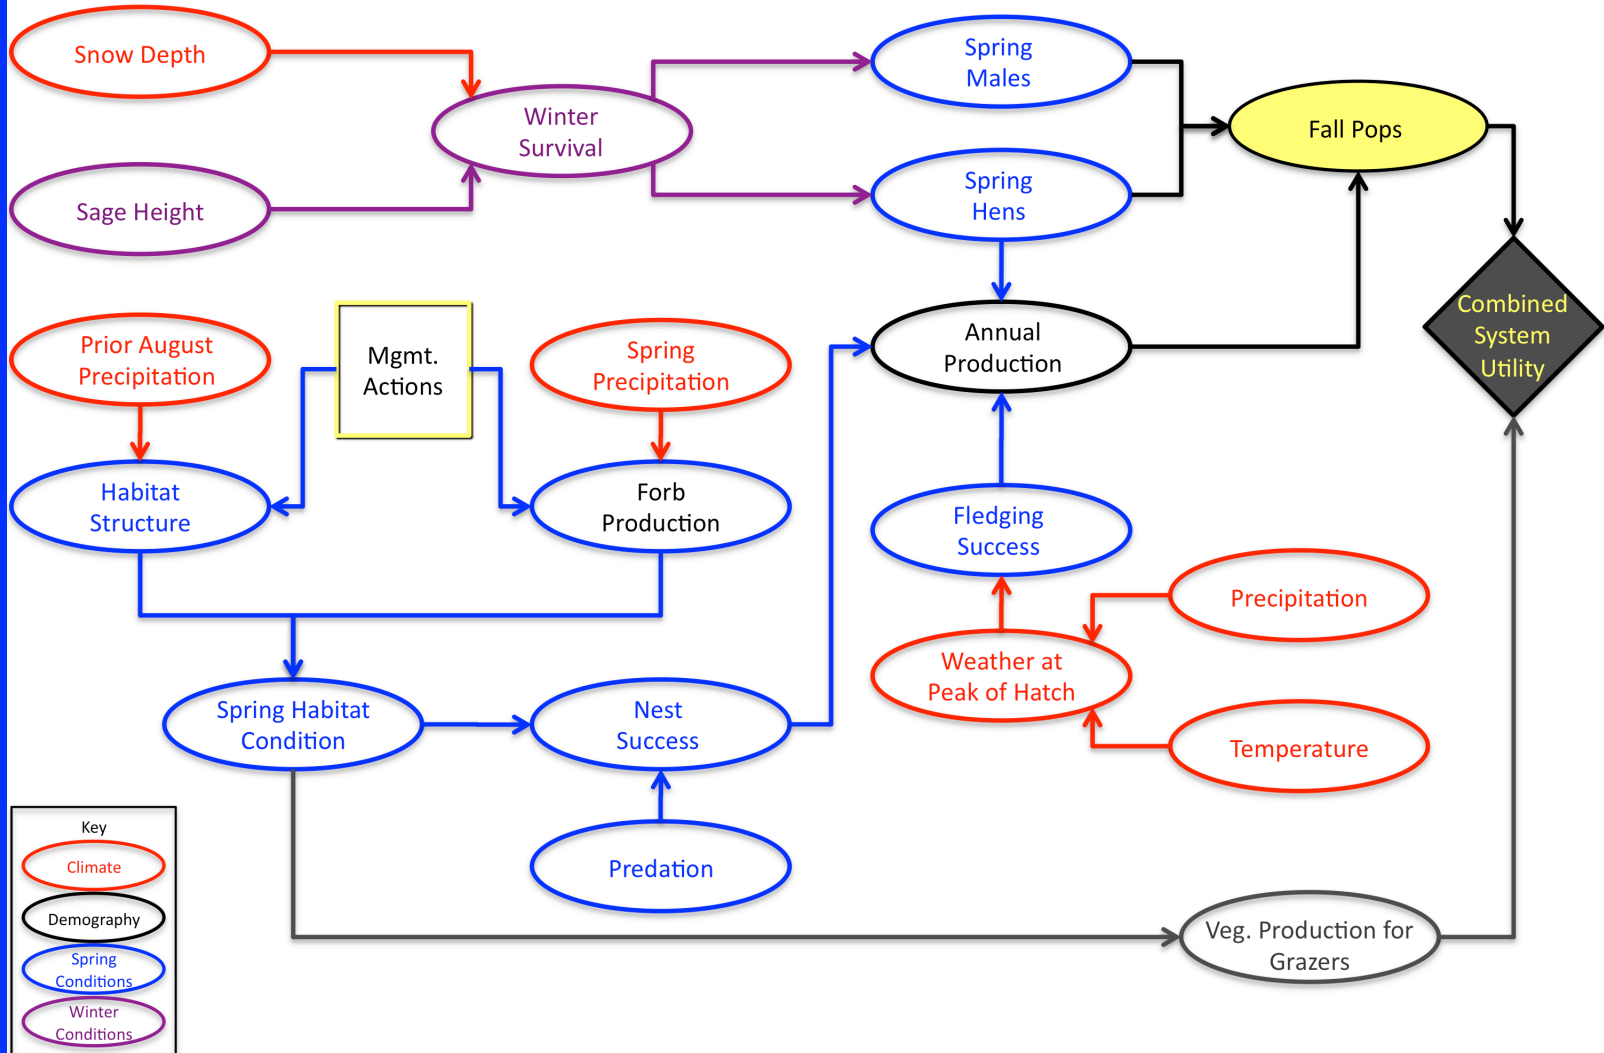 Snow Depth
Winter
Survival
Sage Height
Spring
Males
Spring
Hens
Fall Pops
Combined
System
Utility
Prior August
Precipitation
Mgmt.
Actions
Spring
Precipitation
Annual
Production
Habitat
Structure
Forb
Production
Fledging
Success
Precipitation
Weather at
Peak of Hatch
Temperature
Spring Habitat
Condition
Nest
Success
Predation
Veg. Production for
Grazers
Key
Climate
Demography
Spring
Conditions
Winter
Conditions